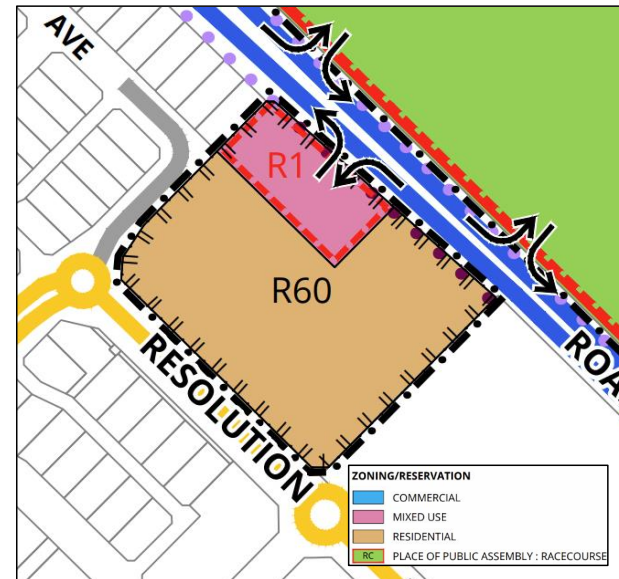 AVE
R1
R60
RESOLUTION
ROA
ZONING/RESERVATION
COMMERCIAL
MIXED USE
RESIDENTIAL
RC PLACE OF PUBLIC ASSEMBLY : RACECOURSE